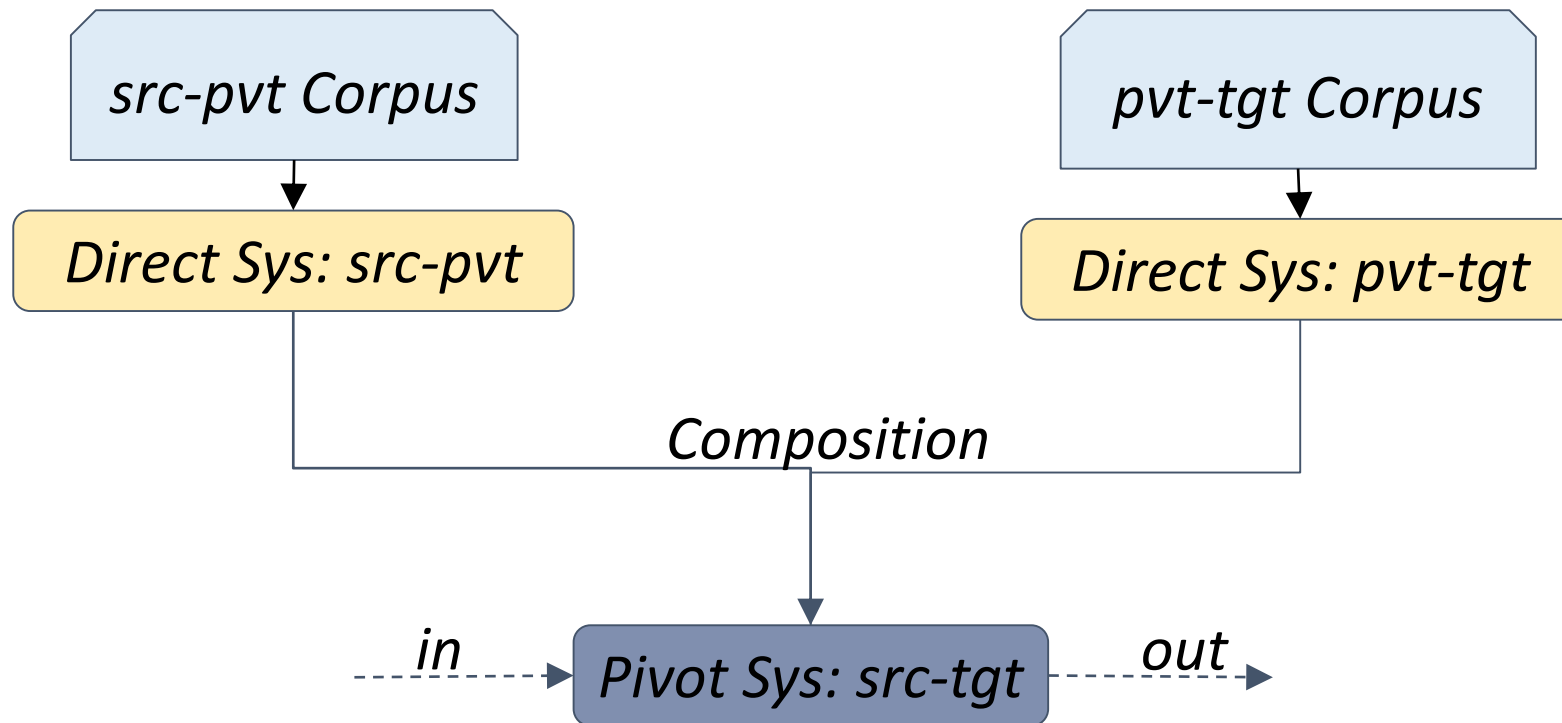 src-pvt Corpus
pvt-tgt Corpus
Direct Sys: src-pvt
Direct Sys: pvt-tgt
Composition
in
Pivot Sys: src-tgt
out